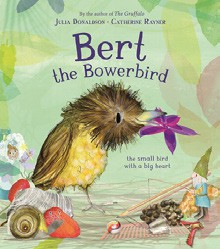 By the author of The Gruffalo
JULIA DONALDSON • CATHERINE RAYNER
Bert
the Bowerbird
the small bird
with a big heart